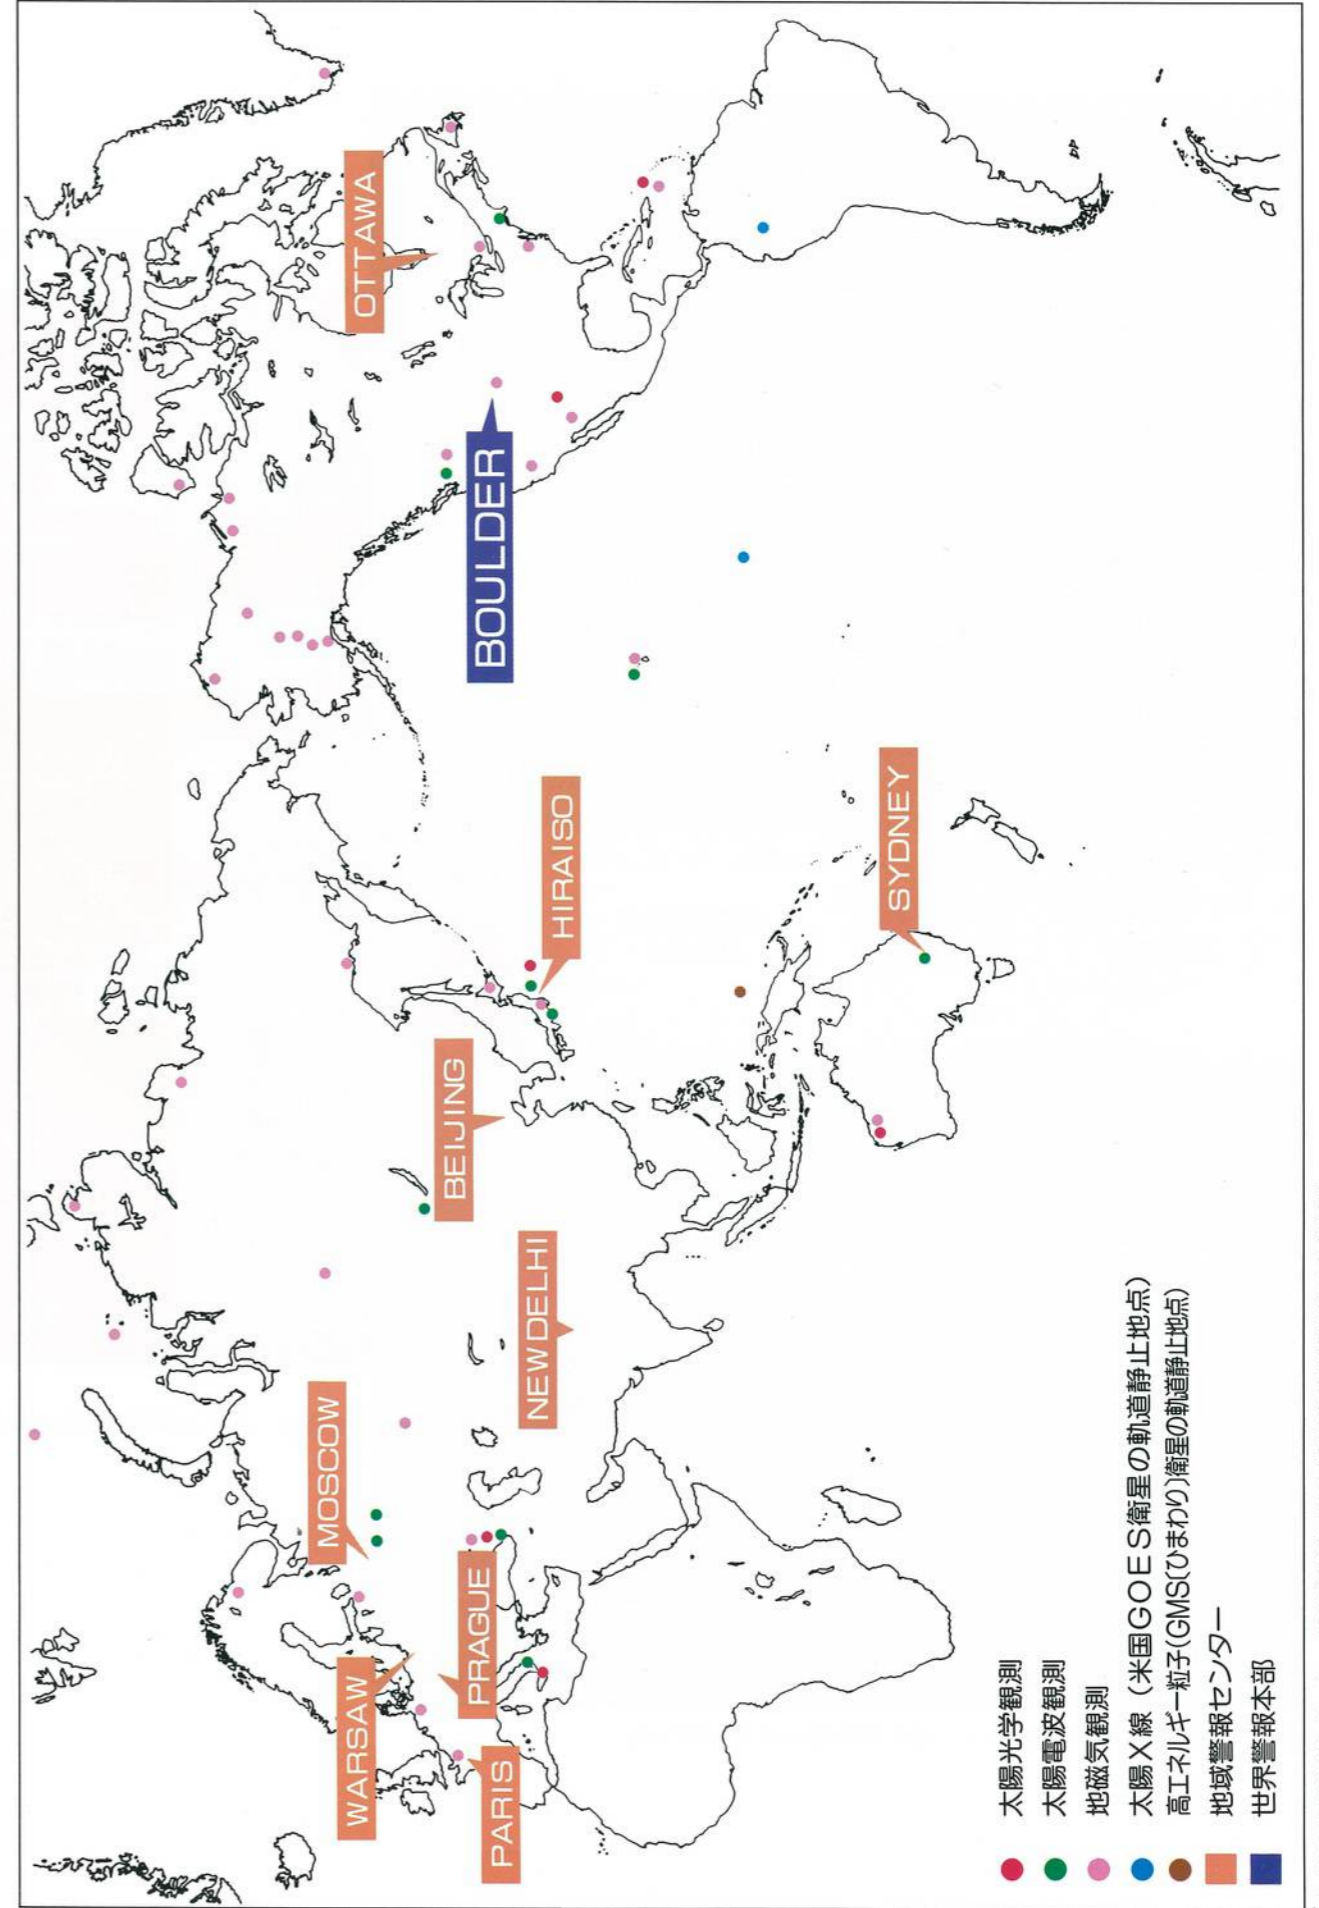 OTTAWA
BOULDER
HIRAISO
SYDNEY
BEIJING
NEW DELHI
MOSCOW
WARSAW
PRAGUE
PARIS
太陽光学観測
太陽電波観測
地磁気観測
太陽X線（米国GOES衛星の軌道静止地点）
高エネルギー粒子(GMS(ひまわり)衛星の軌道静止地点)
地域警報センター
世界警報本部